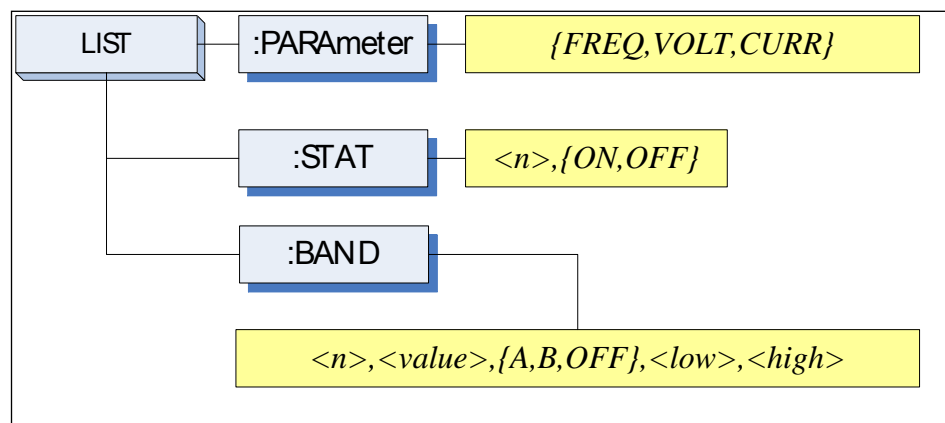 LIST
:PARAmeter
{FREQ,VOLT,CURR}
:STAT
<n>,{ON,OFF}
:BAND
<n>,<value>,{A,B,OFF},<low>,<high>